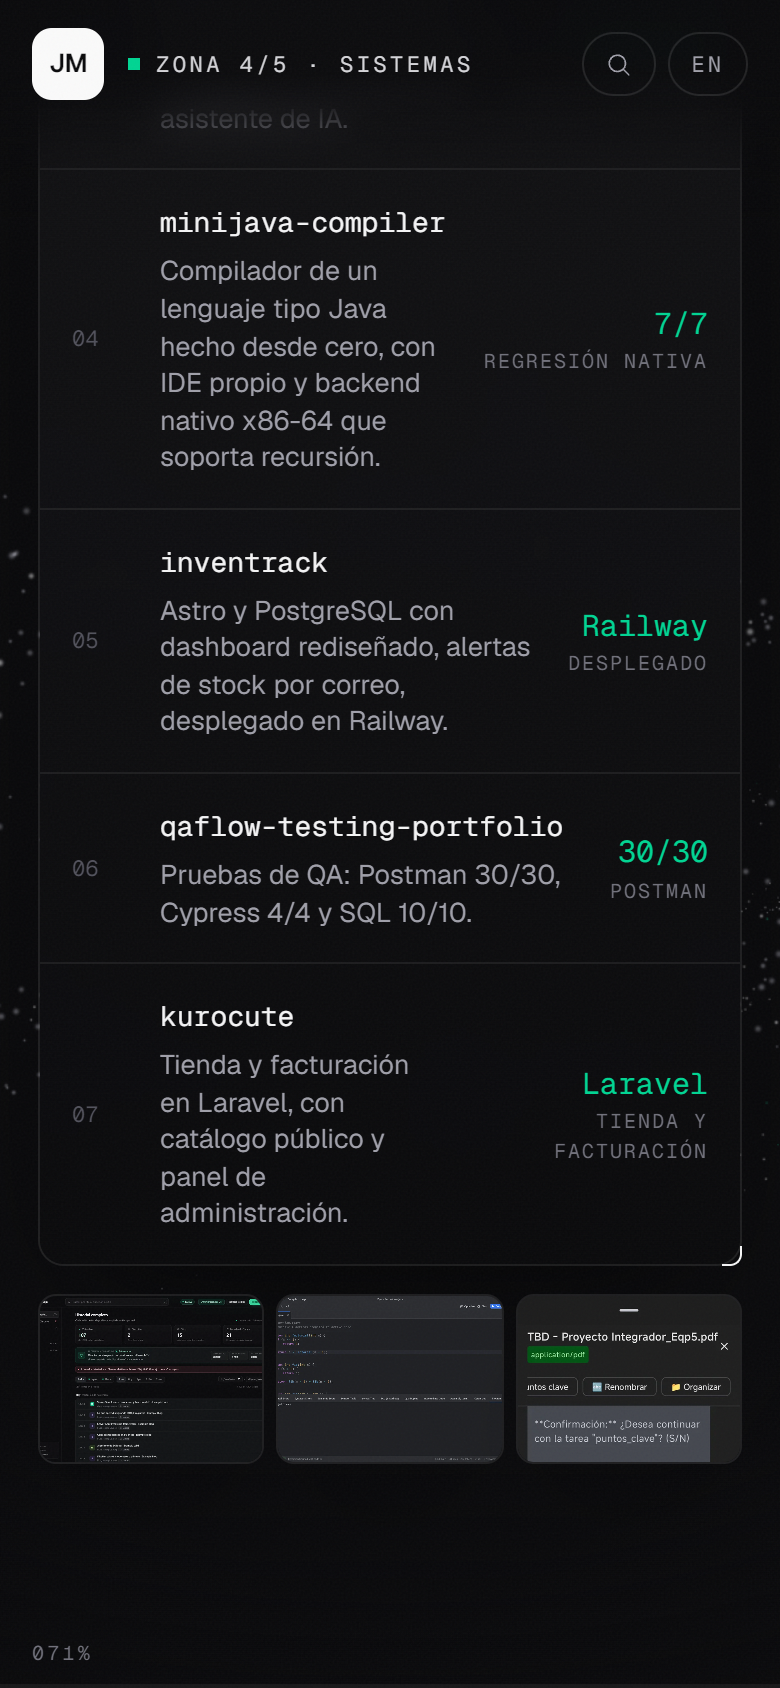 JM
ZONA 4/5 · SISTEMAS
EN
asistente de IA.
04
minijava-compiler
Compilador de un
lenguaje tipo Java
hecho desde cero, con
IDE propio y backend
nativo x86-64 que
soporta recursión.
7/7
REGRESIÓN NATIVA
05
inventrack
Astro y PostgreSQL con
dashboard rediseñado, alertas
de stock por correo,
desplegado en Railway.
Railway
DESPLEGADO
06
qaflow-testing-portfolio
Pruebas de QA: Postman 30/30,
Cypress 4/4 y SQL 10/10.
30/30
POSTMAN
07
kurocute
Tienda y facturación
en Laravel, con
catálogo público y
panel de
administración.
Laravel
TIENDA Y
FACTURACIÓN
TBD - Proyecto Integrador_Eqp5.pdf
application/pdf
untos clave
Renombrar
Organizar
**Confirmación:** ¿Desea continuar
con la tarea "puntos_clave"? (S/N)
071%